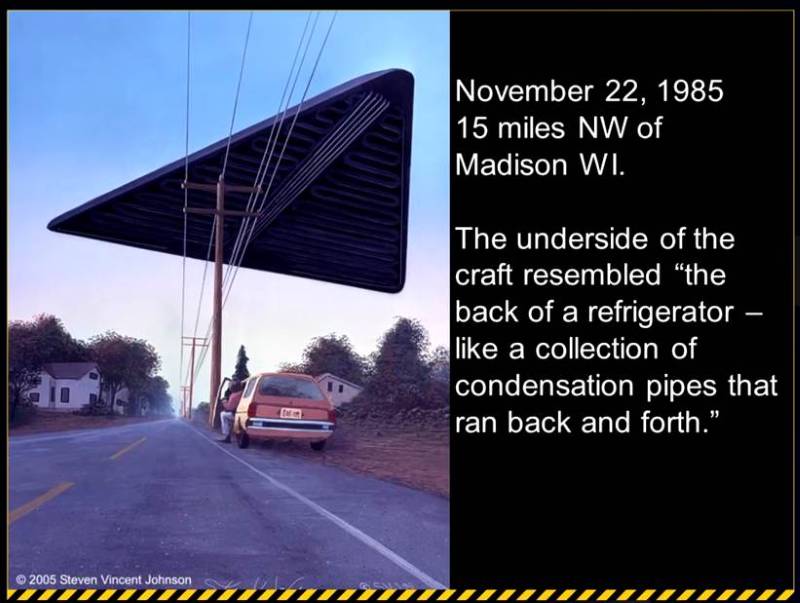 November 22, 1985
15 miles NW of
Madison WI.
The underside of the
craft resembled “the
back of a refrigerator –
like a collection of
condensation pipes that
ran back and forth.”
© 2005 Steven Vincent Johnson